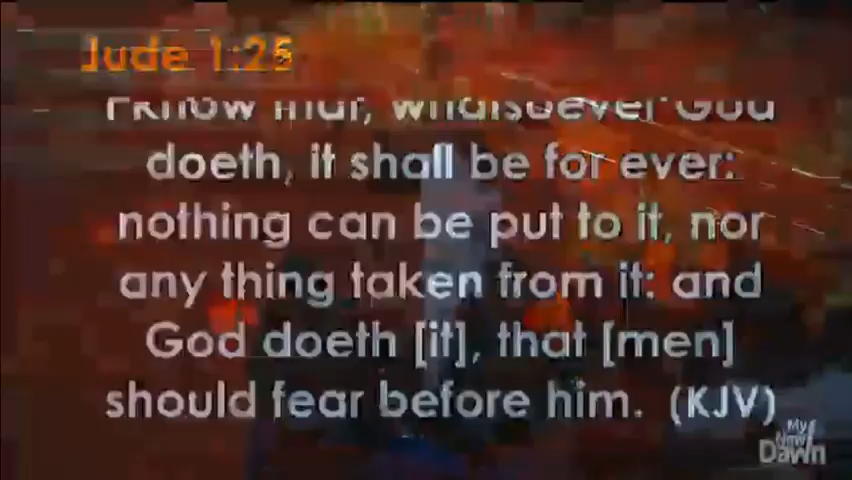 Jude 1:25
I know that, whatsoever God
doeth, it shall be for ever:
nothing can be put to it, nor
any thing taken from it: and
God doeth [it], that [men]
should fear before him. (KJV)
My
New
Dawn